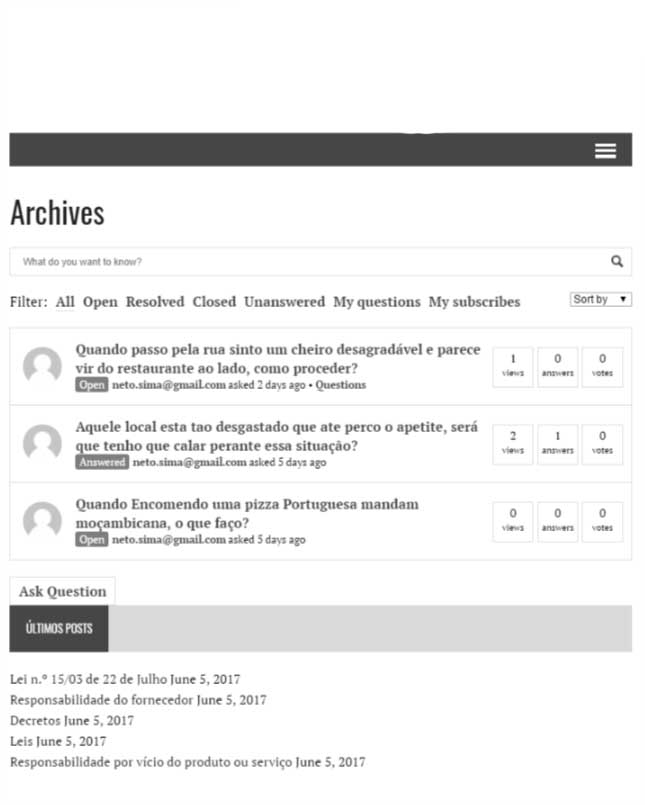 Archives
What do you want to know?
Filter: All Open Resolved Closed Unanswered My questions My subscribes Sort by
Quando passo pela rua sinto um cheiro desagradável e parece
vir do restaurante ao lado, como proceder?
Open neto.sima@gmail.com asked 2 days ago • Questions
1 views
0 answers
0 votes
Aquele local esta tao desgastado que ate perco o apetite, será
que tenho que calar perante essa situação?
Answered neto.sima@gmail.com asked 5 days ago
2 views
1 answers
0 votes
Quando Encomendo uma pizza Portuguesa mandam
moçambicana, o que faço?
Open neto.sima@gmail.com asked 5 days ago
0 views
0 answers
0 votes
Ask Question
ÚLTIMOS POSTS
Lei n.º 15/03 de 22 de Julho June 5, 2017
Responsabilidade do fornecedor June 5, 2017
Decretos June 5, 2017
Leis June 5, 2017
Responsabilidade por vício do produto ou serviço June 5, 2017